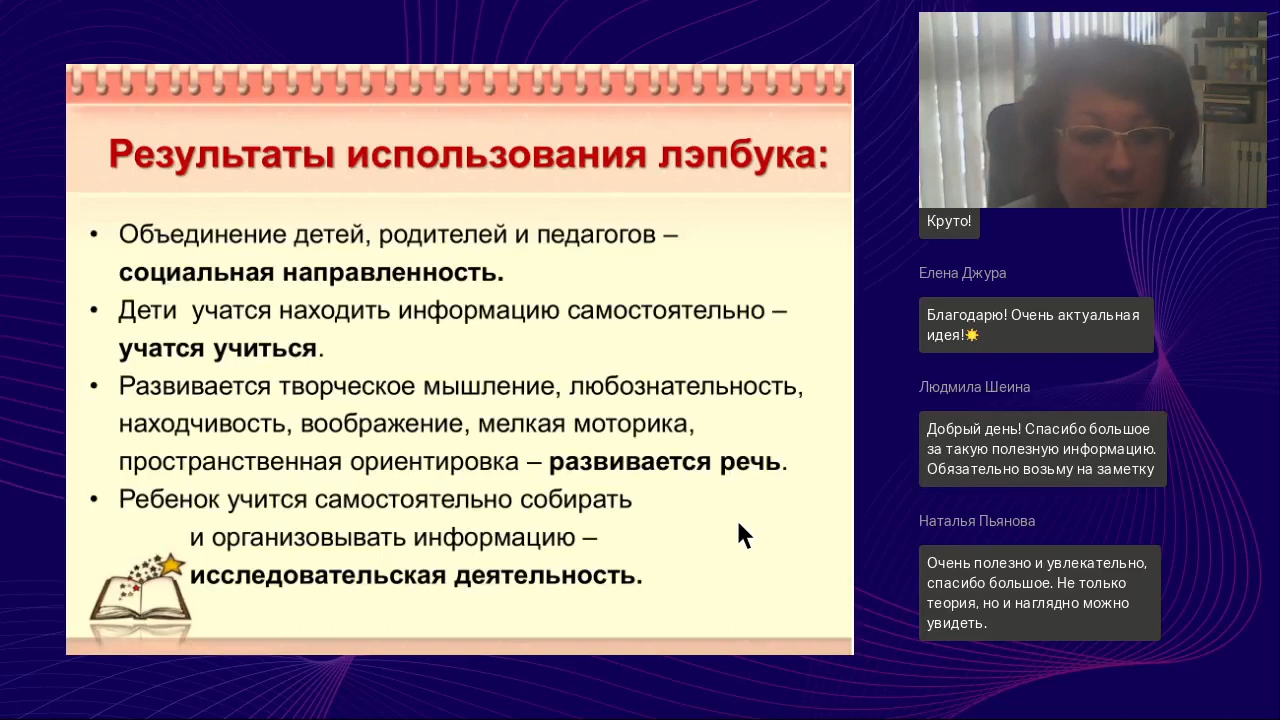 Результаты использования лэпбука:
• Объединение детей, родителей и педагогов –
социальная направленность.
• Дети учатся находить информацию самостоятельно –
учатся учиться.
• Развивается творческое мышление, любознательность,
находчивость, воображение, мелкая моторика,
пространственная ориентировка – развивается речь.
• Ребенок учится самостоятельно собирать
и организовывать информацию –
исследовательская деятельность.
Круто!
Елена Джура
Благодарю! Очень актуальная
идея!☀
Людмила Шеина
Добрый день! Спасибо большое
за такую полезную информацию.
Обязательно возьму на заметку
Наталья Пьянова
Очень полезно и увлекательно,
спасибо большое. Не только
теория, но и наглядно можно
увидеть.